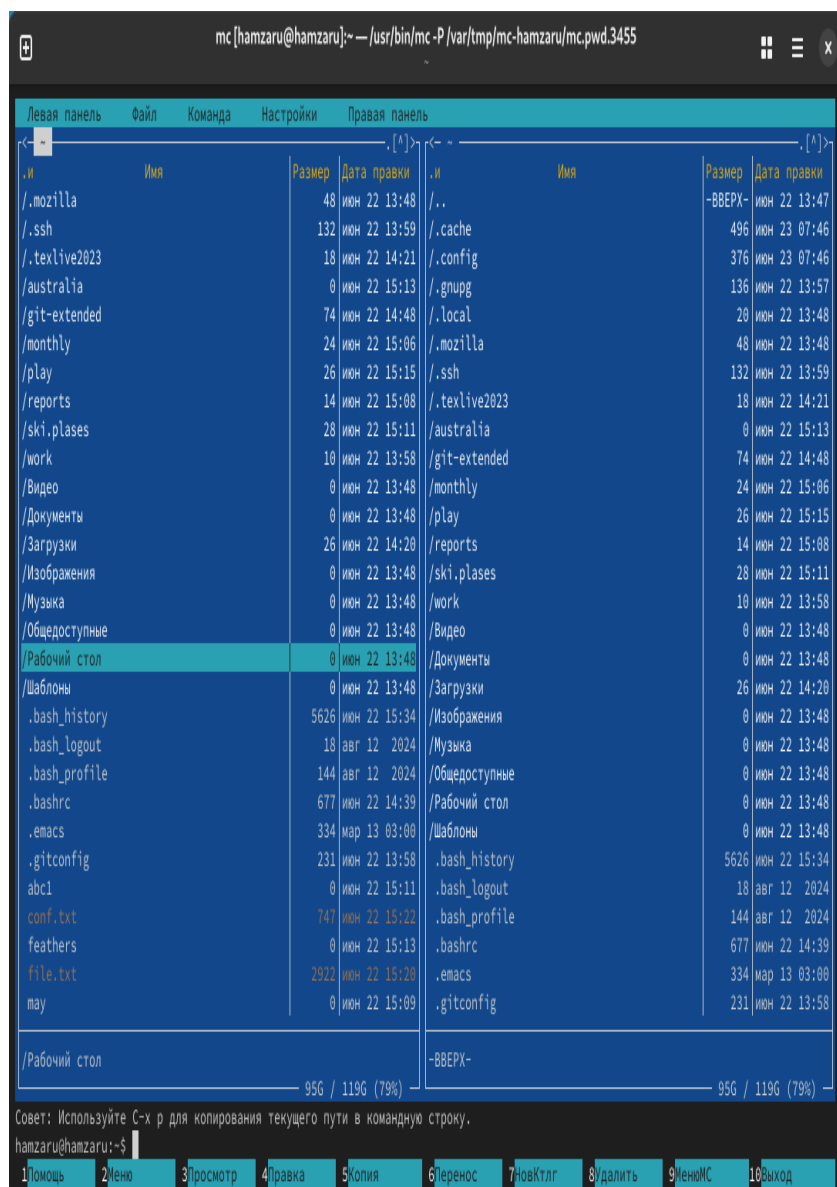 mc [hamzaru@hamzaru]:~ — /usr/bin/mc -P /var/tmp/mc-hamzaru/mc.pwd.3455
~
Левая панель Файл Команда Настройки Правая панель
<- ~ .[^]>
.и Имя Размер Дата правки
/.mozilla 48 июн 22 13:48
/.ssh 132 июн 22 13:59
/.texlive2023 18 июн 22 14:21
/australia 0 июн 22 15:13
/git-extended 74 июн 22 14:48
/monthly 24 июн 22 15:06
/play 26 июн 22 15:15
/reports 14 июн 22 15:08
/ski.plases 28 июн 22 15:11
/work 10 июн 22 13:58
/Видео 0 июн 22 13:48
/Документы 0 июн 22 13:48
/Загрузки 26 июн 22 14:20
/Изображения 0 июн 22 13:48
/Музыка 0 июн 22 13:48
/Общедоступные 0 июн 22 13:48
/Рабочий стол 0 июн 22 13:48
/Шаблоны 0 июн 22 13:48
.bash_history 5626 июн 22 15:34
.bash_logout 18 авг 12 2024
.bash_profile 144 авг 12 2024
.bashrc 677 июн 22 14:39
.emacs 334 мар 13 03:00
.gitconfig 231 июн 22 13:58
abc1 0 июн 22 15:11
conf.txt 747 июн 22 15:22
feathers 0 июн 22 15:13
file.txt 2922 июн 22 15:20
may 0 июн 22 15:09
/Рабочий стол
95G / 119G (79%)
<- ~ .[^]>
.и Имя Размер Дата правки
/.. -ВВЕРХ- июн 22 13:47
/.cache 496 июн 23 07:46
/.config 376 июн 23 07:46
/.gnupg 136 июн 22 13:57
/.local 20 июн 22 13:48
/.mozilla 48 июн 22 13:48
/.ssh 132 июн 22 13:59
/.texlive2023 18 июн 22 14:21
/australia 0 июн 22 15:13
/git-extended 74 июн 22 14:48
/monthly 24 июн 22 15:06
/play 26 июн 22 15:15
/reports 14 июн 22 15:08
/ski.plases 28 июн 22 15:11
/work 10 июн 22 13:58
/Видео 0 июн 22 13:48
/Документы 0 июн 22 13:48
/Загрузки 26 июн 22 14:20
/Изображения 0 июн 22 13:48
/Музыка 0 июн 22 13:48
/Общедоступные 0 июн 22 13:48
/Рабочий стол 0 июн 22 13:48
/Шаблоны 0 июн 22 13:48
.bash_history 5626 июн 22 15:34
.bash_logout 18 авг 12 2024
.bash_profile 144 авг 12 2024
.bashrc 677 июн 22 14:39
.emacs 334 мар 13 03:00
.gitconfig 231 июн 22 13:58
-ВВЕРХ-
95G / 119G (79%)
Совет: Используйте C-x p для копирования текущего пути в командную строку.
hamzaru@hamzaru:~$
1Помощь 2Меню 3Просмотр 4Правка 5Копия 6Перенос 7НовКтлг 8Удалить 9МенюMC 10Выход